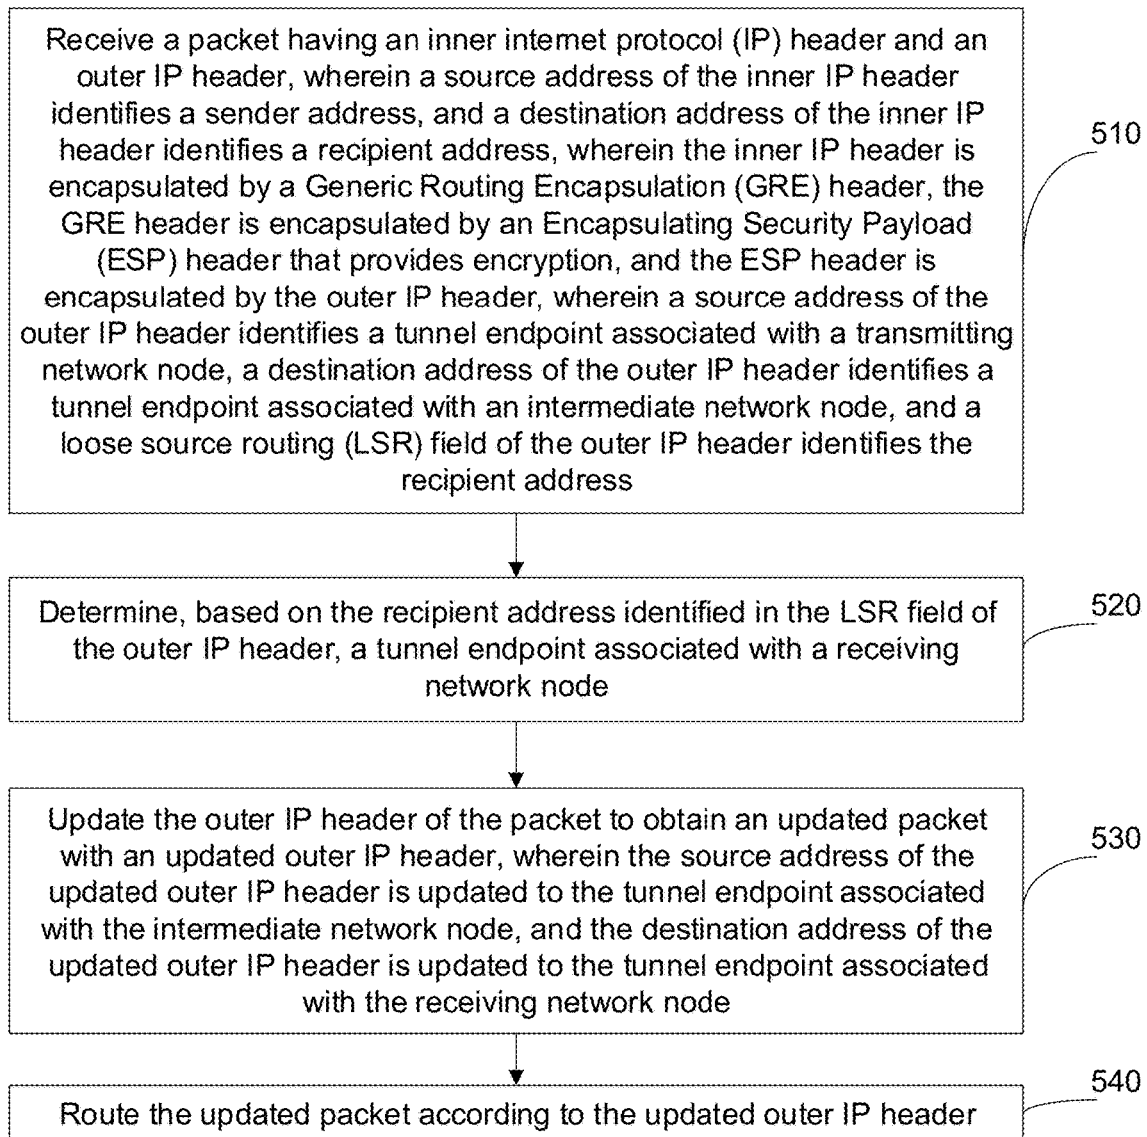 Receive a packet having an inner internet protocol (IP) header and an
outer IP header, wherein a source address of the inner IP header
identifies a sender address, and a destination address of the inner IP
header identifies a recipient address, wherein the inner IP header is
encapsulated by a Generic Routing Encapsulation (GRE) header, the
GRE header is encapsulated by an Encapsulating Security Payload
(ESP) header that provides encryption, and the ESP header is
encapsulated by the outer IP header, wherein a source address of the
outer IP header identifies a tunnel endpoint associated with a transmitting
network node, a destination address of the outer IP header identifies a
tunnel endpoint associated with an intermediate network node, and a
loose source routing (LSR) field of the outer IP header identifies the
recipient address
510
Determine, based on the recipient address identified in the LSR field of
the outer IP header, a tunnel endpoint associated with a receiving
network node
520
Update the outer IP header of the packet to obtain an updated packet
with an updated outer IP header, wherein the source address of the
updated outer IP header is updated to the tunnel endpoint associated
with the intermediate network node, and the destination address of the
updated outer IP header is updated to the tunnel endpoint associated
with the receiving network node
530
Route the updated packet according to the updated outer IP header
540